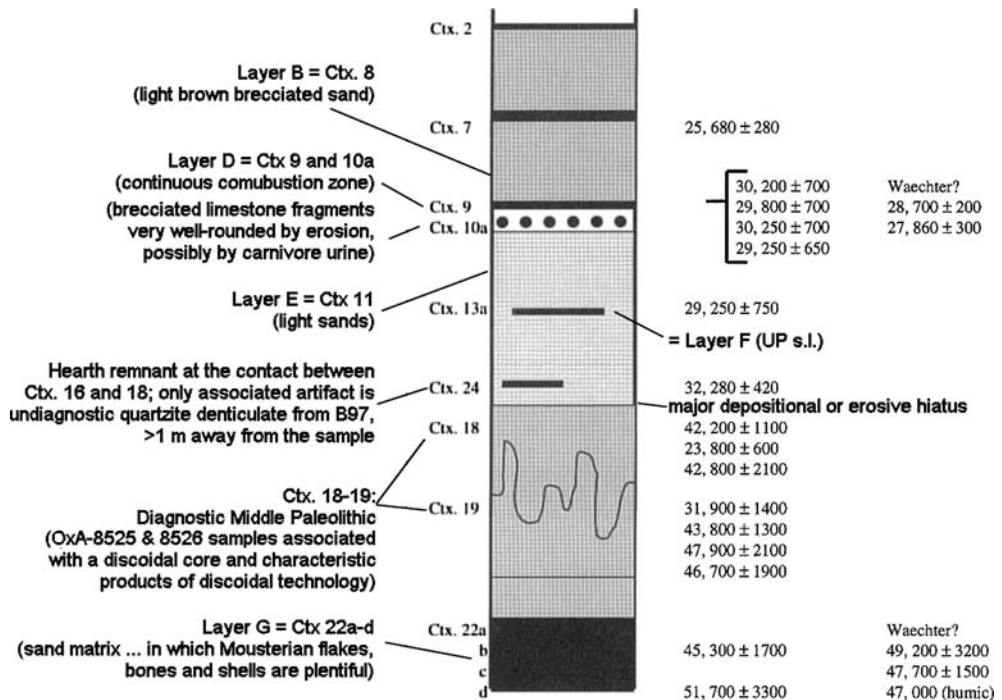 Ctx. 2
Layer B = Ctx. 8
(light brown brecciated sand)
Ctx. 7
25, 680 ± 280
Layer D = Ctx 9 and 10a
(continuous comubustion zone)
(brecciated limestone fragments
very well-rounded by erosion,
possibly by carnivore urine)
Ctx. 9
Ctx. 10a
30, 200 ± 700
29, 800 ± 700
30, 250 ± 700
29, 250 ± 650
Waechter?
28, 700 ± 200
27, 860 ± 300
Layer E = Ctx 11
(light sands)
Ctx. 13a
29, 250 ± 750
= Layer F (UP s.l.)
Hearth remnant at the contact between
Ctx. 16 and 18; only associated artifact is
undiagnostic quartzite denticulate from B97,
>1 m away from the sample
Ctx. 24
32, 280 ± 420
major depositional or erosive hiatus
Ctx. 18
42, 200 ± 1100
23, 800 ± 600
42, 800 ± 2100
Ctx. 18-19:
Diagnostic Middle Paleolithic
(OxA-8525 & 8526 samples associated
with a discoidal core and characteristic
products of discoidal technology)
Ctx. 19
31, 900 ± 1400
43, 800 ± 1300
47, 900 ± 2100
46, 700 ± 1900
Layer G = Ctx 22a-d
(sand matrix ... in which Mousterian flakes,
bones and shells are plentiful)
Ctx. 22a
b
c
d
45, 300 ± 1700
51, 700 ± 3300
Waechter?
49, 200 ± 3200
47, 700 ± 1500
47, 000 (humic)